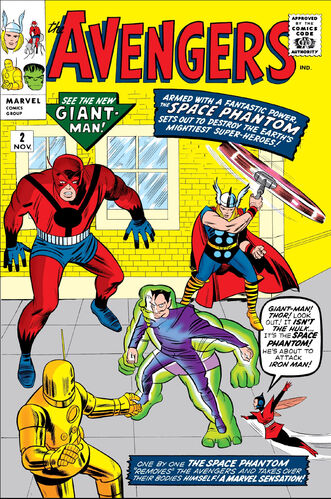 the AVENGERS
APPROVED
BY THE
COMICS
CODE
AUTHORITY
IND.
MARVEL
COMICS
GROUP
2
NOV.
SEE THE NEW
GIANT-
MAN!
ARMED WITH A FANTASTIC POWER,
THE SPACE PHANTOM
SETS OUT TO DESTROY THE EARTH'S
MIGHTIEST SUPER-HEROES!
GIANT-MAN!
THOR! LOOK
OUT! IT ISN'T
THE HULK...
IT'S THE SPACE
PHANTOM!
HE'S ABOUT TO
ATTACK
IRON MAN!
ONE BY ONE THE SPACE PHANTOM
"REMOVES" THE AVENGERS AND TAKES OVER
THEIR BODIES HIMSELF! A MARVEL SENSATION!